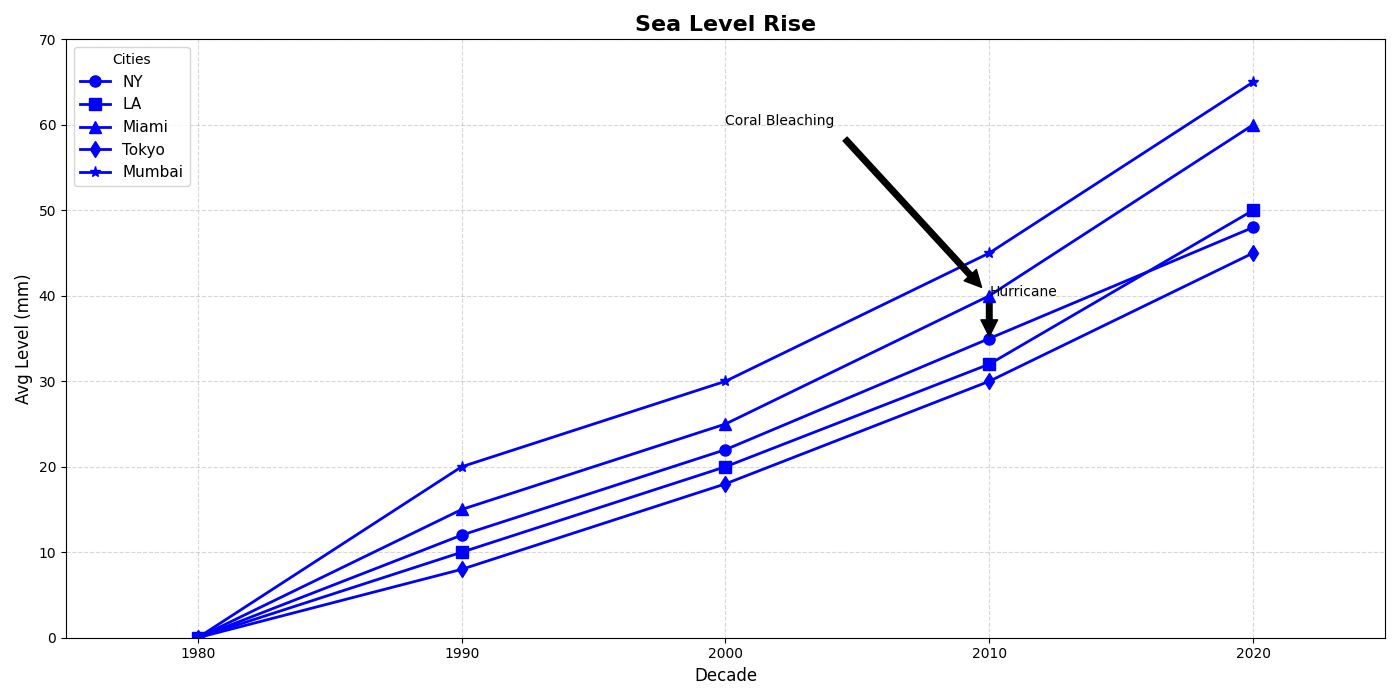 Sea Level Rise
Avg Level (mm)
70
60
50
40
30
20
10
0
Cities
NY
LA
Miami
Tokyo
Mumbai
Coral Bleaching
Hurricane
1980
1990
2000
2010
2020
Decade